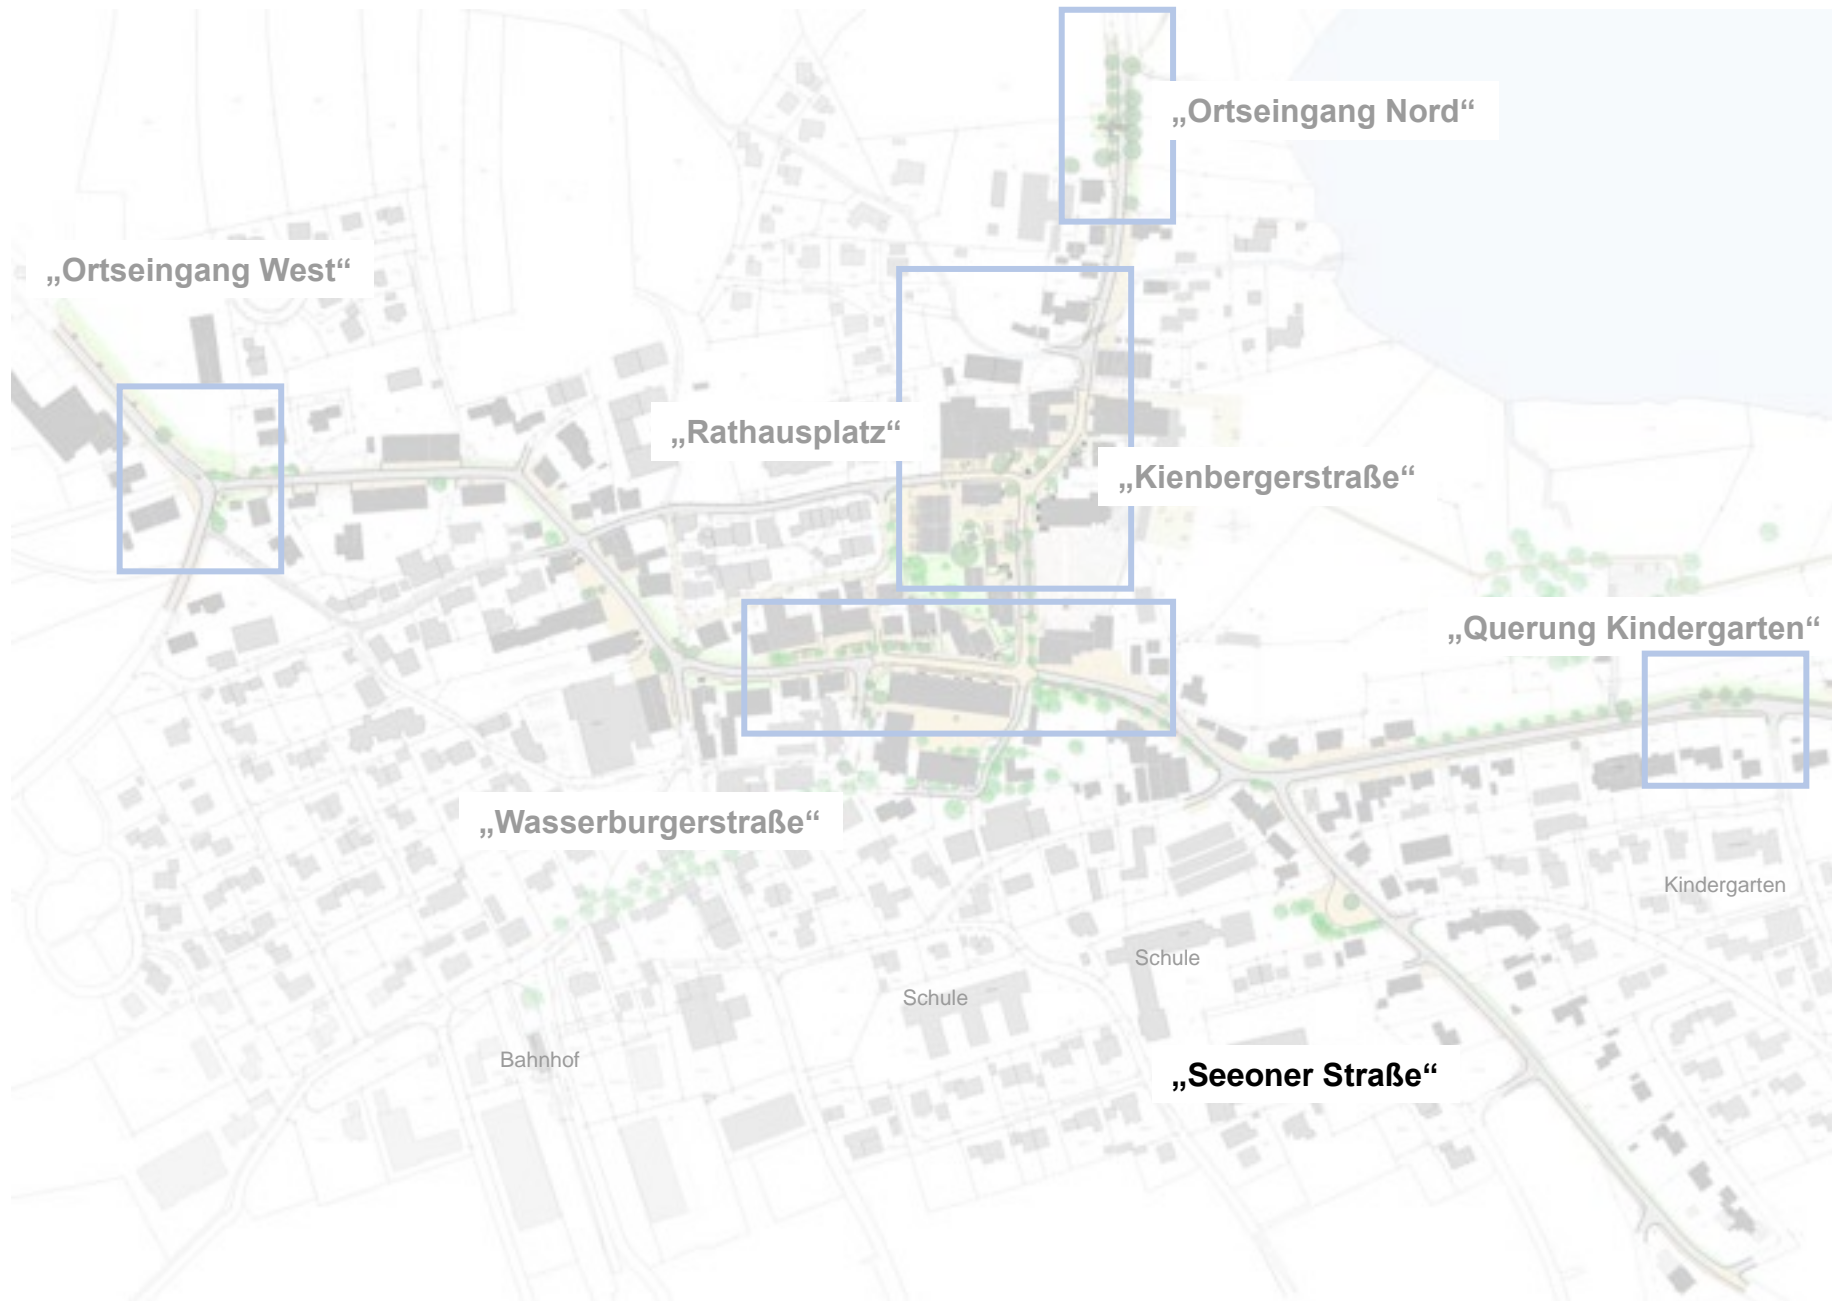 „Ortseingang Nord“
„Ortseingang West“
„Rathausplatz“
„Kienbergerstraße“
„Querung Kindergarten“
„Wasserburgerstraße“
Kindergarten
Schule
Schule
Bahnhof
„Seeoner Straße“